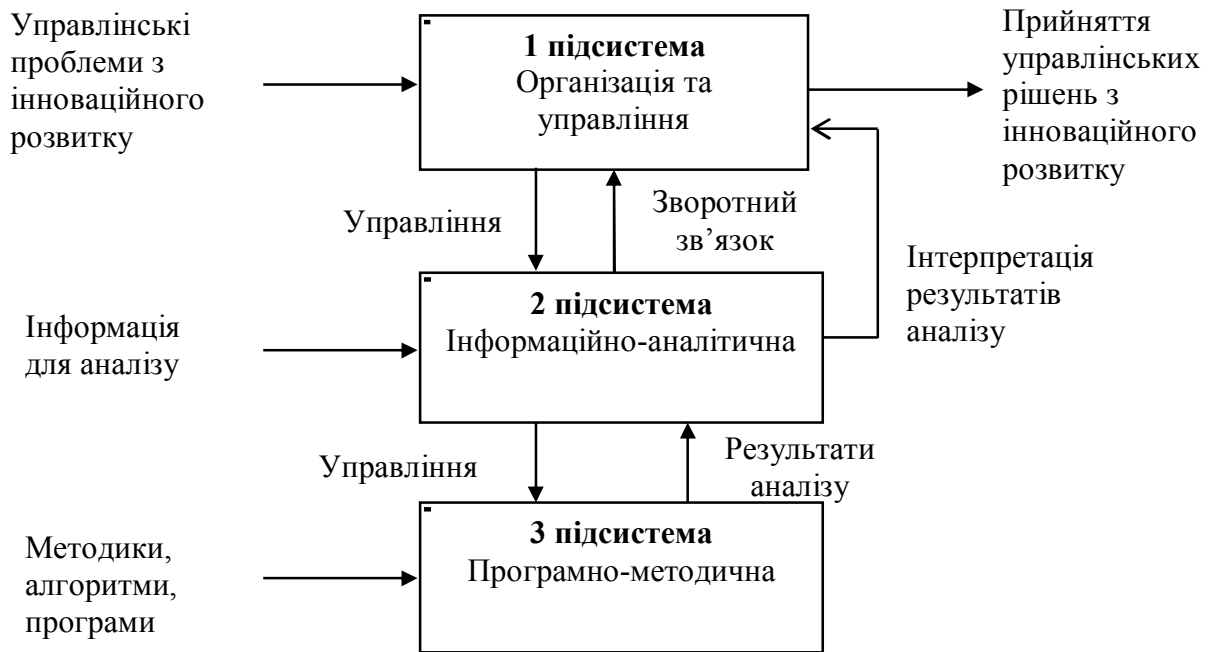 Управлінські
проблеми з
інноваційного
розвитку
1 підсистема
Організація та
управління
Прийняття
управлінських
рішень з
інноваційного
розвитку
Управління
Зворотний
зв’язок
Інтерпретація
результатів
аналізу
Інформація
для аналізу
2 підсистема
Інформаційно-аналітична
Управління
Результати
аналізу
Методики,
алгоритми,
програми
3 підсистема
Програмно-методична